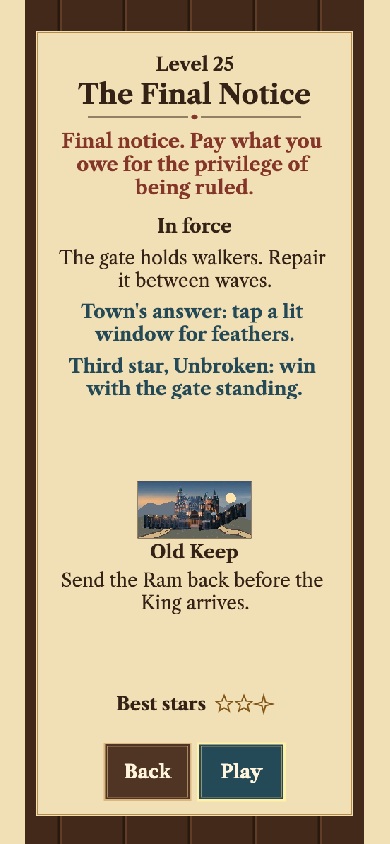 Level 25
The Final Notice
Final notice. Pay what you
owe for the privilege of
being ruled.
In force
The gate holds walkers. Repair
it between waves.
Town's answer: tap a lit
window for feathers.
Third star, Unbroken: win
with the gate standing.
Old Keep
Send the Ram back before the
King arrives.
Best stars
Back
Play